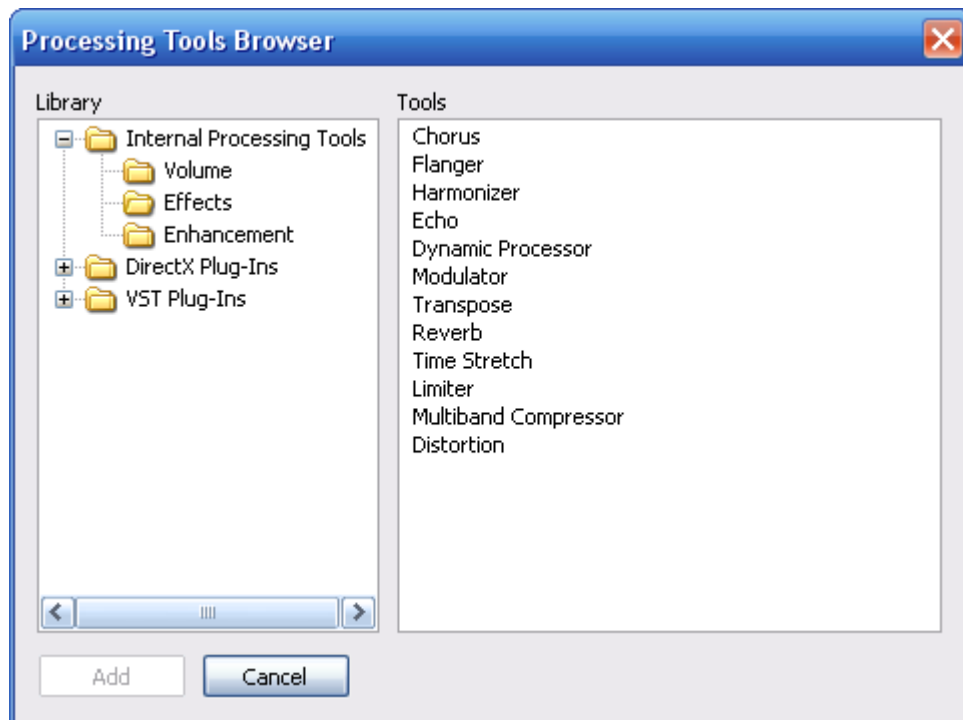 Processing Tools Browser
Library
Internal Processing Tools
Volume
Effects
Enhancement
DirectX Plug-Ins
VST Plug-Ins
Tools
Chorus
Flanger
Harmonizer
Echo
Dynamic Processor
Modulator
Transpose
Reverb
Time Stretch
Limiter
Multiband Compressor
Distortion
Add
Cancel